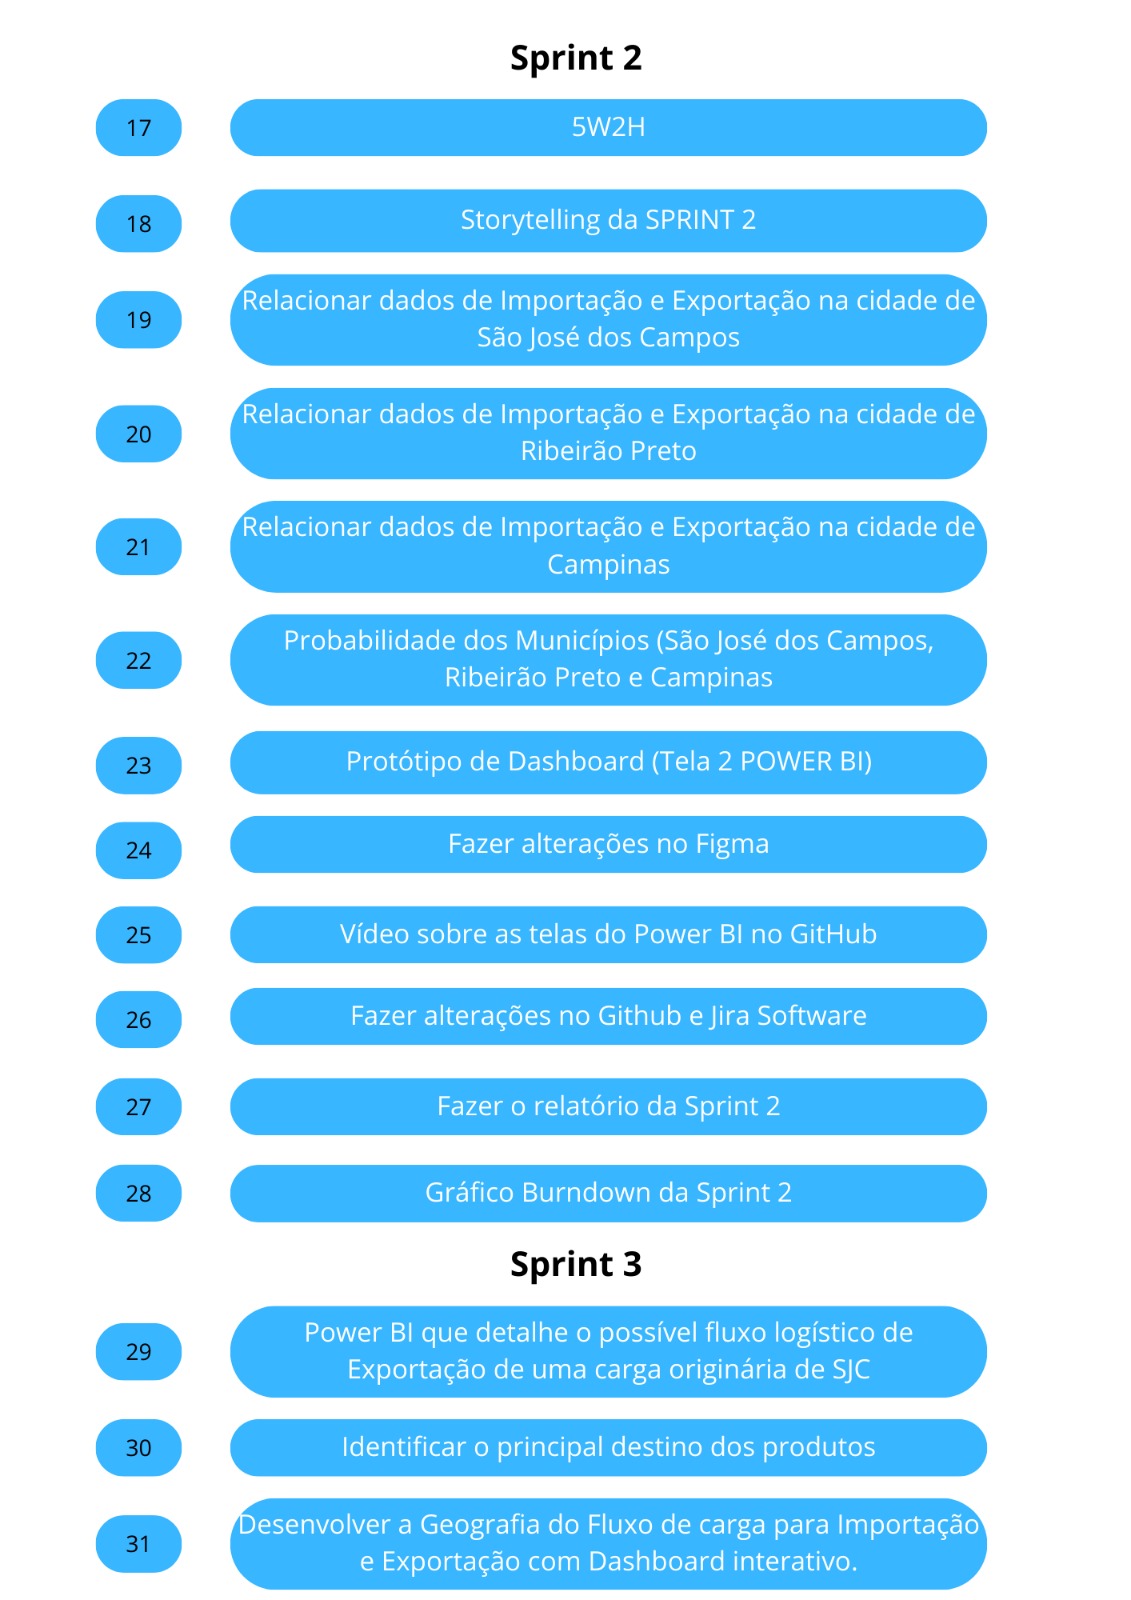 Sprint 2
17
5W2H
18
Storytelling da SPRINT 2
19
Relacionar dados de Importação e Exportação na cidade de
São José dos Campos
20
Relacionar dados de Importação e Exportação na cidade de
Ribeirão Preto
21
Relacionar dados de Importação e Exportação na cidade de
Campinas
22
Probabilidade dos Municípios (São José dos Campos,
Ribeirão Preto e Campinas
23
Protótipo de Dashboard (Tela 2 POWER BI)
24
Fazer alterações no Figma
25
Vídeo sobre as telas do Power BI no GitHub
26
Fazer alterações no Github e Jira Software
27
Fazer o relatório da Sprint 2
28
Gráfico Burndown da Sprint 2
Sprint 3
29
Power BI que detalhe o possível fluxo logístico de
Exportação de uma carga originária de SJC
30
Identificar o principal destino dos produtos
31
Desenvolver a Geografia do Fluxo de carga para Importação
e Exportação com Dashboard interativo.